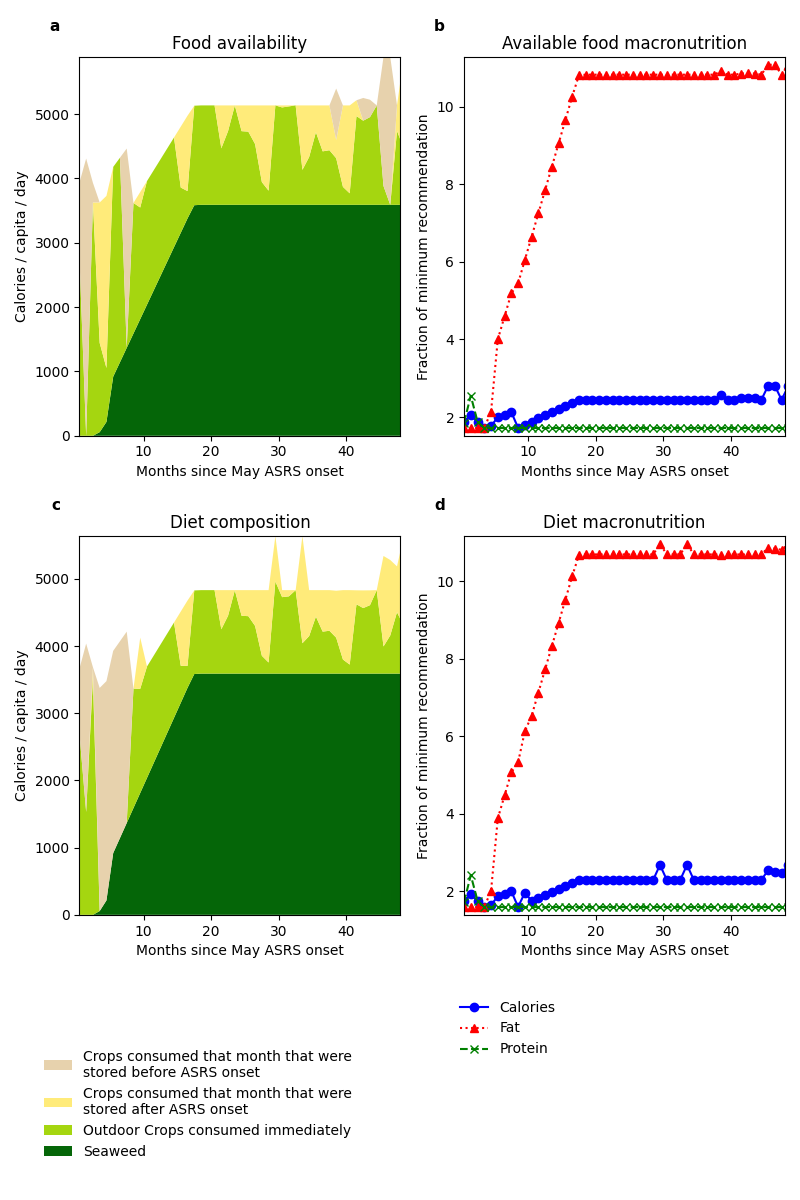 a
Food availability
Calories / capita / day
5000
4000
3000
2000
1000
0
10
20
30
40
Months since May ASRS onset
b
Available food macronutrition
Fraction of minimum recommendation
10
8
6
4
2
10
20
30
40
Months since May ASRS onset
c
Diet composition
Calories / capita / day
5000
4000
3000
2000
1000
0
10
20
30
40
Months since May ASRS onset
d
Diet macronutrition
Fraction of minimum recommendation
10
8
6
4
2
10
20
30
40
Months since May ASRS onset
Crops consumed that month that were
stored before ASRS onset
Crops consumed that month that were
stored after ASRS onset
Outdoor Crops consumed immediately
Seaweed
Calories
Fat
Protein